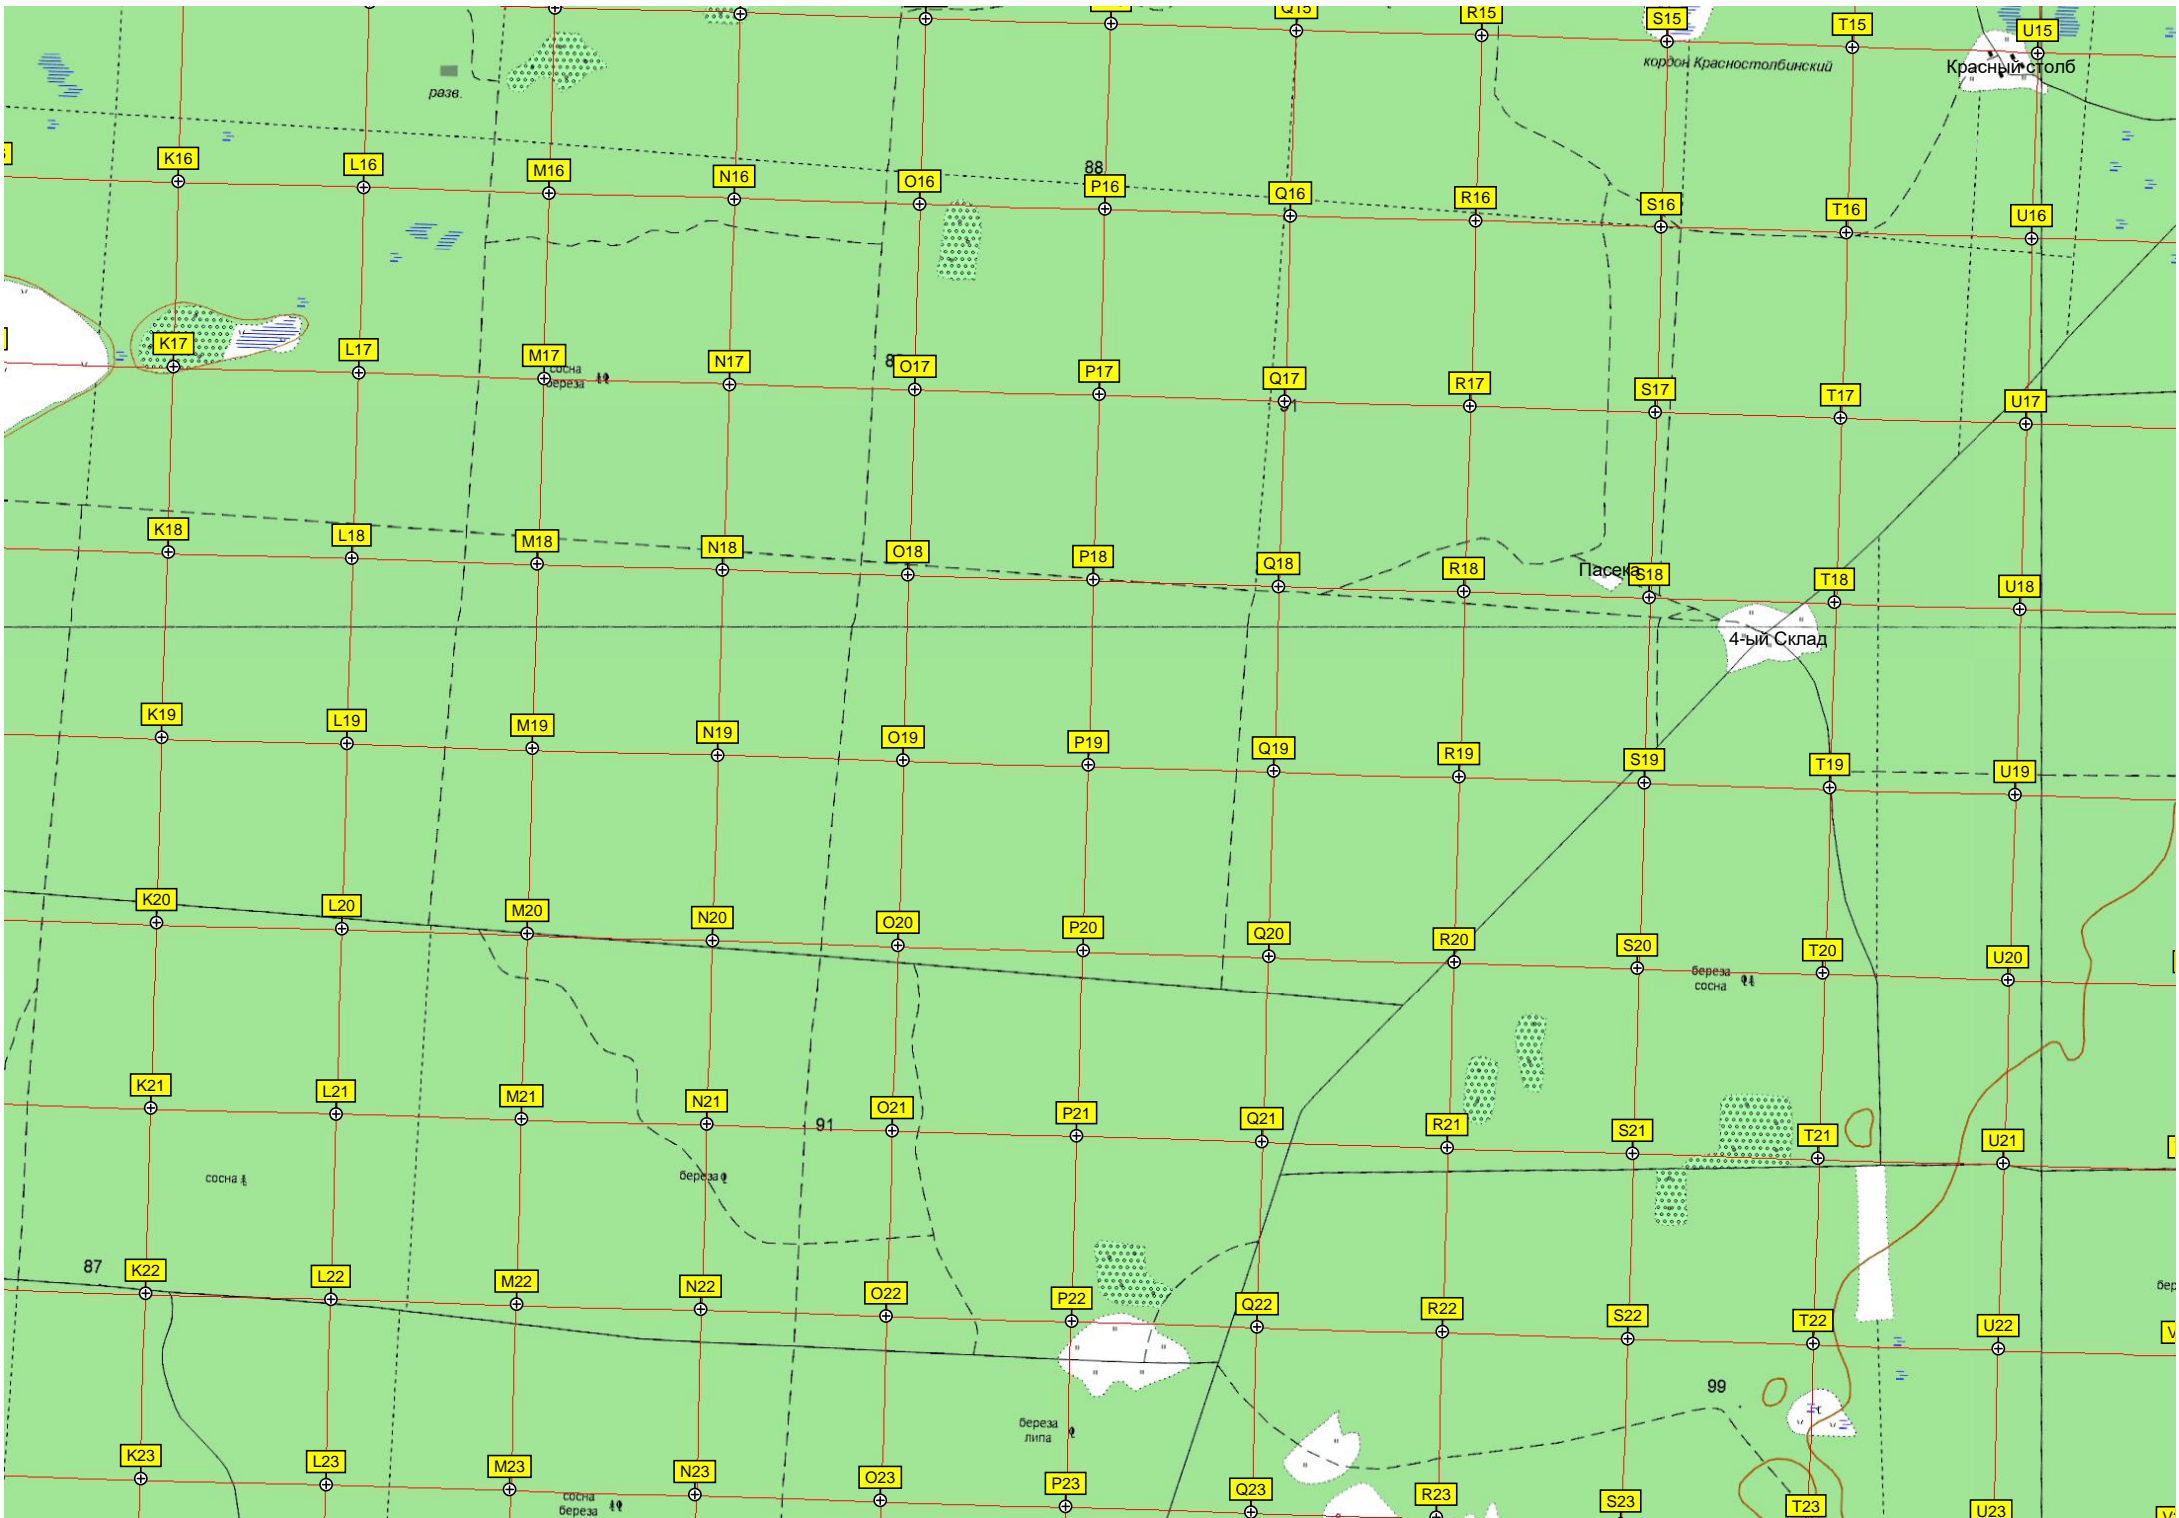 Q15
R15
S15
T15
U15
кордон Красностолбинский
Красный столб
разв.
K16
L16
M16
N16
O16
88
P16
Q16
R16
S16
T16
U16
K17
L17
M17
сосна
береза
N17
O17
P17
Q17
R17
S17
T17
U17
K18
L18
M18
N18
O18
P18
Q18
R18
Пасека
S18
T18
U18
4-ый Склад
K19
L19
M19
N19
O19
P19
Q19
R19
S19
T19
U19
K20
L20
M20
N20
O20
P20
Q20
R20
S20
T20
U20
береза
сосна
K21
L21
M21
N21
91
O21
P21
Q21
R21
S21
T21
U21
сосна
береза
87
K22
L22
M22
N22
O22
P22
Q22
R22
S22
T22
U22
99
береза
липа
K23
L23
M23
N23
O23
P23
Q23
R23
S23
T23
U23
сосна
береза